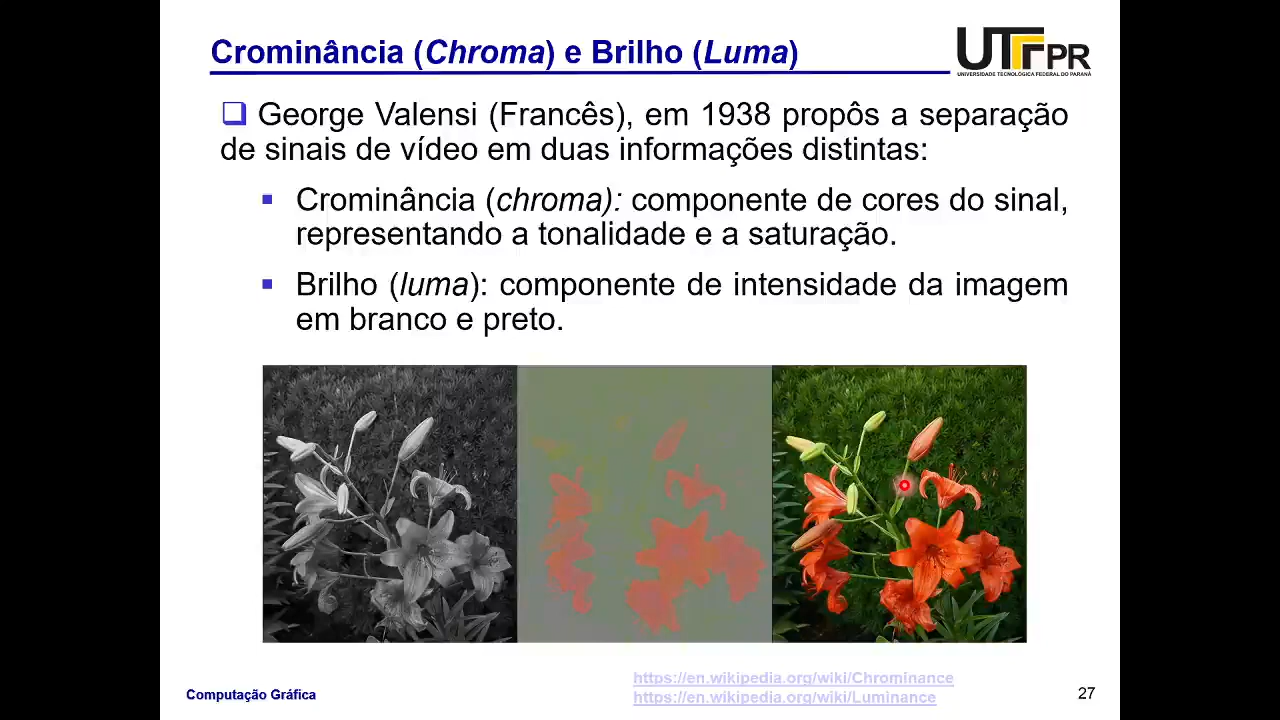 Crominância (Chroma) e Brilho (Luma)
UTFPR
UNIVERSIDADE TECNOLÓGICA FEDERAL DO PARANÁ
George Valensi (Francês), em 1938 propôs a separação
de sinais de vídeo em duas informações distintas:
Crominância (chroma): componente de cores do sinal,
representando a tonalidade e a saturação.
Brilho (luma): componente de intensidade da imagem
em branco e preto.
https://en.wikipedia.org/wiki/Chrominance
https://en.wikipedia.org/wiki/Luminance
Computação Gráfica
27